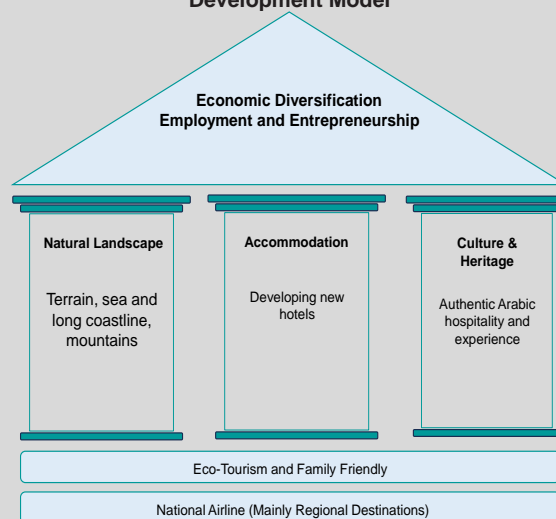 Development Model
Economic Diversification
Employment and Entrepreneurship
Natural Landscape
Terrain, sea and
long coastline,
mountains
Accommodation
Developing new
hotels
Culture &
Heritage
Authentic Arabic
hospitality and
experience
Eco-Tourism and Family Friendly
National Airline (Mainly Regional Destinations)